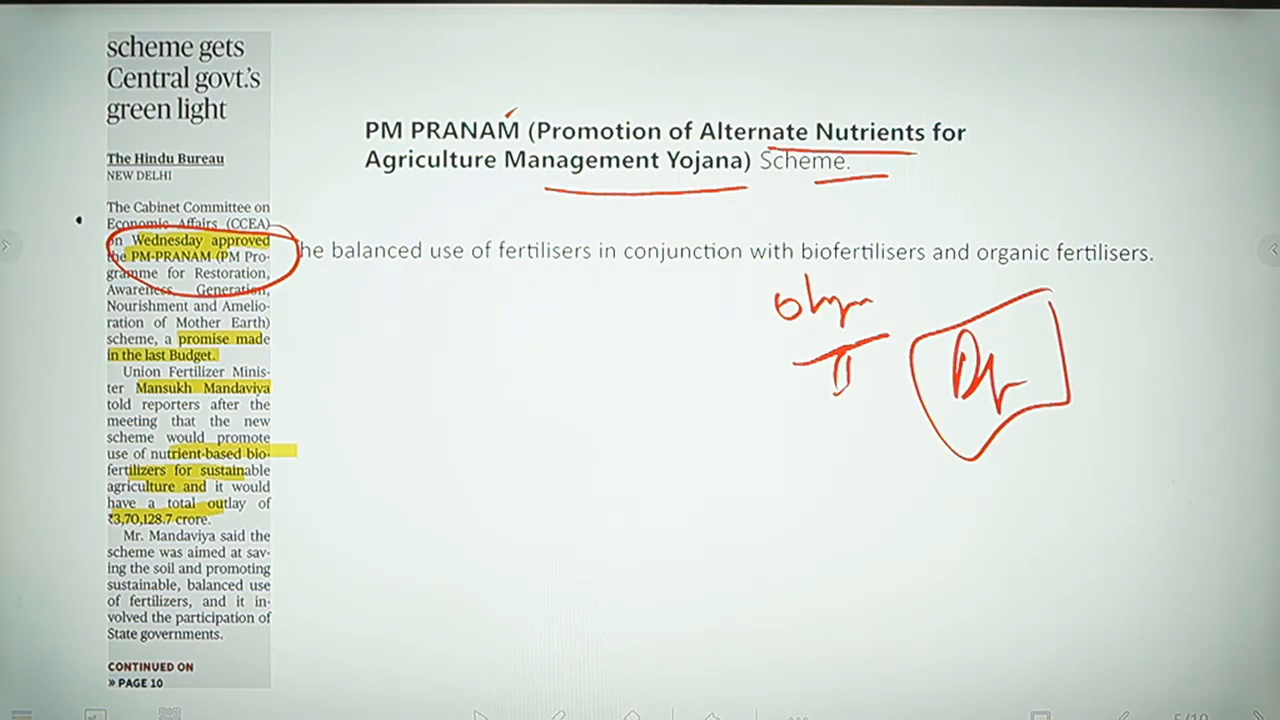 scheme gets
Central govt.'s
green light
The Hindu Bureau
NEW DELHI
The Cabinet Committee on
Economic Affairs (CCEA)
on Wednesday approved
the PM-PRANAM (PM Pro-
gramme for Restoration,
Awareness, Generation,
Nourishment and Amelio-
ration of Mother Earth)
scheme, a promise made
in the last Budget.
Union Fertilizer Minis-
ter Mansukh Mandaviya
told reporters after the
meeting that the new
scheme would promote
use of nutrient-based bio-
fertilizers for sustainable
agriculture and it would
have a total outlay of
₹3,70,128.7 crore.
Mr. Mandaviya said the
scheme was aimed at sav-
ing the soil and promoting
sustainable, balanced use
of fertilizers, and it in-
volved the participation of
State governments.
CONTINUED ON
» PAGE 10
PM PRANAM (Promotion of Alternate Nutrients for
Agriculture Management Yojana) Scheme.
he balanced use of fertilisers in conjunction with biofertilisers and organic fertilisers.